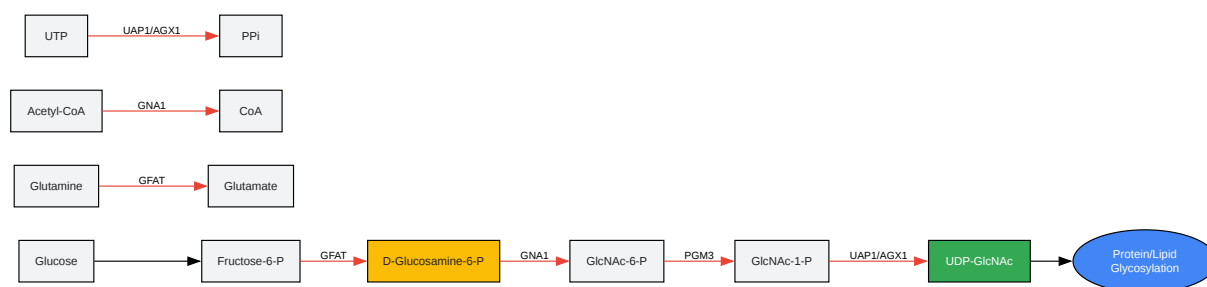 UTP
UAP1/AGX1
PPi
Acetyl-CoA
GNA1
CoA
Glutamine
GFAT
Glutamate
Glucose
Fructose-6-P
GFAT
D-Glucosamine-6-P
GNA1
GlcNAc-6-P
PGM3
GlcNAc-1-P
UAP1/AGX1
UDP-GlcNAc
Protein/Lipid
Glycosylation